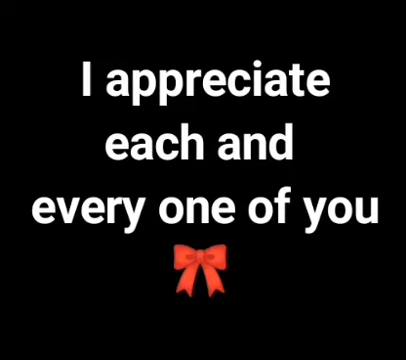 I appreciate
each and
every one of you
🎀